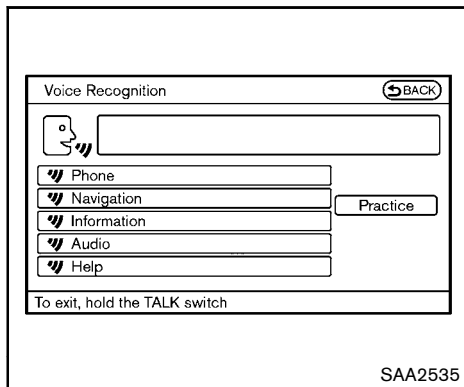 Voice Recognition
BACK
Phone
Navigation
Practice
Information
Audio
Help
To exit, hold the TALK switch
SAA2535